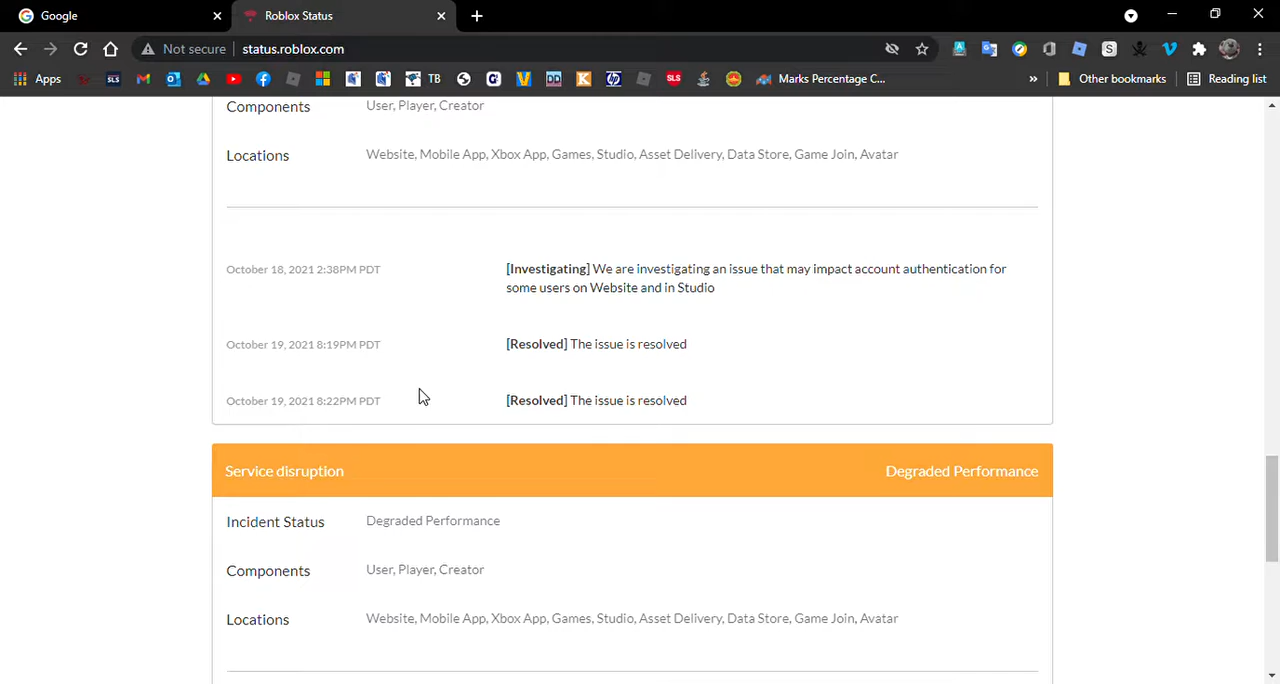 Google
Roblox Status
Not secure
status.roblox.com
Apps
SLS
TB
DD
K
SLS
Marks Percentage C...
»
Other bookmarks
Reading list
Components
User, Player, Creator
Locations
Website, Mobile App, Xbox App, Games, Studio, Asset Delivery, Data Store, Game Join, Avatar
October 18, 2021 2:38PM PDT
[Investigating] We are investigating an issue that may impact account authentication for
some users on Website and in Studio
October 19, 2021 8:19PM PDT
[Resolved] The issue is resolved
October 19, 2021 8:22PM PDT
[Resolved] The issue is resolved
Service disruption
Degraded Performance
Incident Status
Degraded Performance
Components
User, Player, Creator
Locations
Website, Mobile App, Xbox App, Games, Studio, Asset Delivery, Data Store, Game Join, Avatar